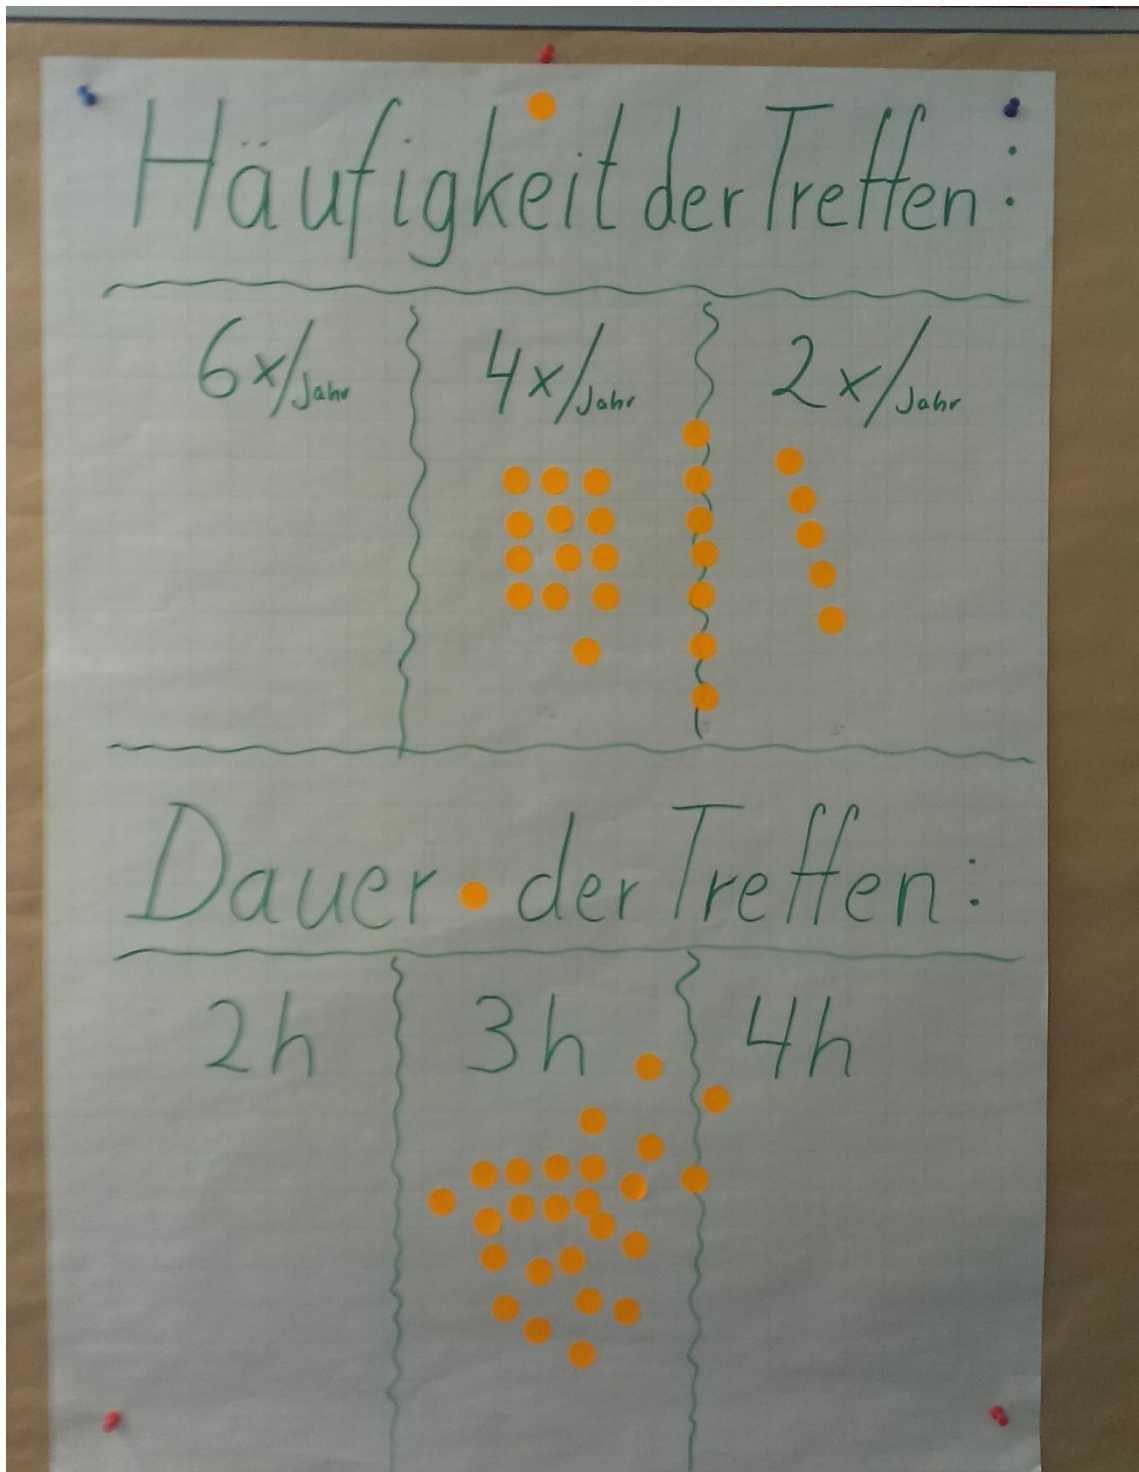 Häufigkeit der Treffen:
6x/Jahr 4x/Jahr 2x/Jahr
Dauer der Treffen:
2h 3h 4h